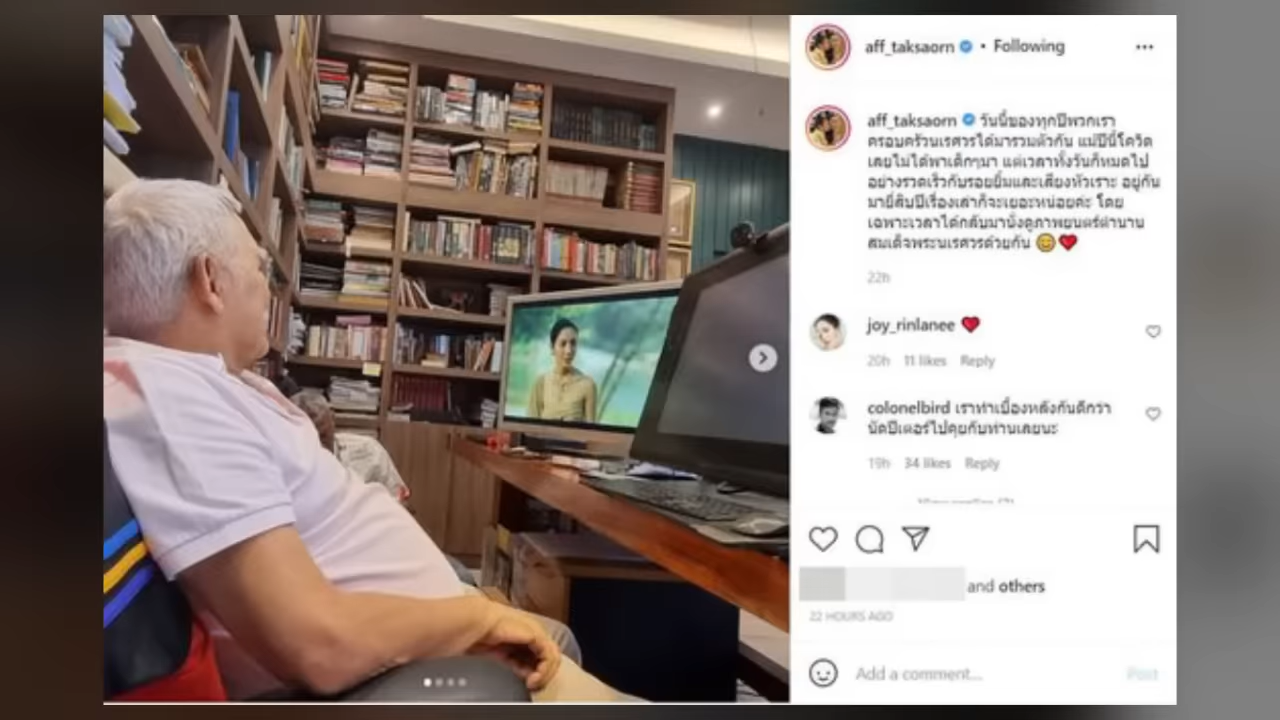 aff_taksaorn • Following
aff_taksaorn วันนี้ของทุกปีพวกเรา
ครอบครัวนเรศวรได้มารวมตัวกัน แม้ปีนี้โควิด
เลยไม่ได้พาเด็กๆมา แต่เวลาทั้งวันก็หมดไป
อย่างรวดเร็วกับรอยยิ้มและเสียงหัวเราะ อยู่กัน
มายี่สิบปีเรื่องเล่าก็จะเยอะหน่อยค่ะ โดย
เฉพาะเวลาได้กลับมานั่งดูภาพยนตร์ตำนาน
สมเด็จพระนเรศวรด้วยกัน 😊❤️
22h
joy_rinlanee ❤️
20h 11 likes Reply
colonelbird เราทำเบื้องหลังกันดีกว่า
นัดปีเตอร์ไปคุยกับท่านเลยนะ
19h 34 likes Reply
and others
22 HOURS AGO
Add a comment...
Post